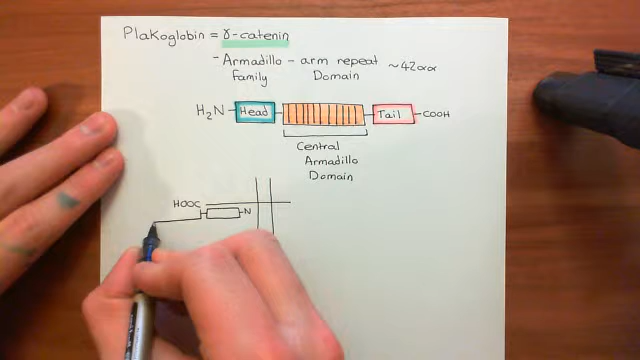 Plakoglobin = γ-catenin
- Armadillo - arm repeat ~42aa
Family Domain
H₂N Head Tail COOH
Central
Armadillo
Domain
HOOC N